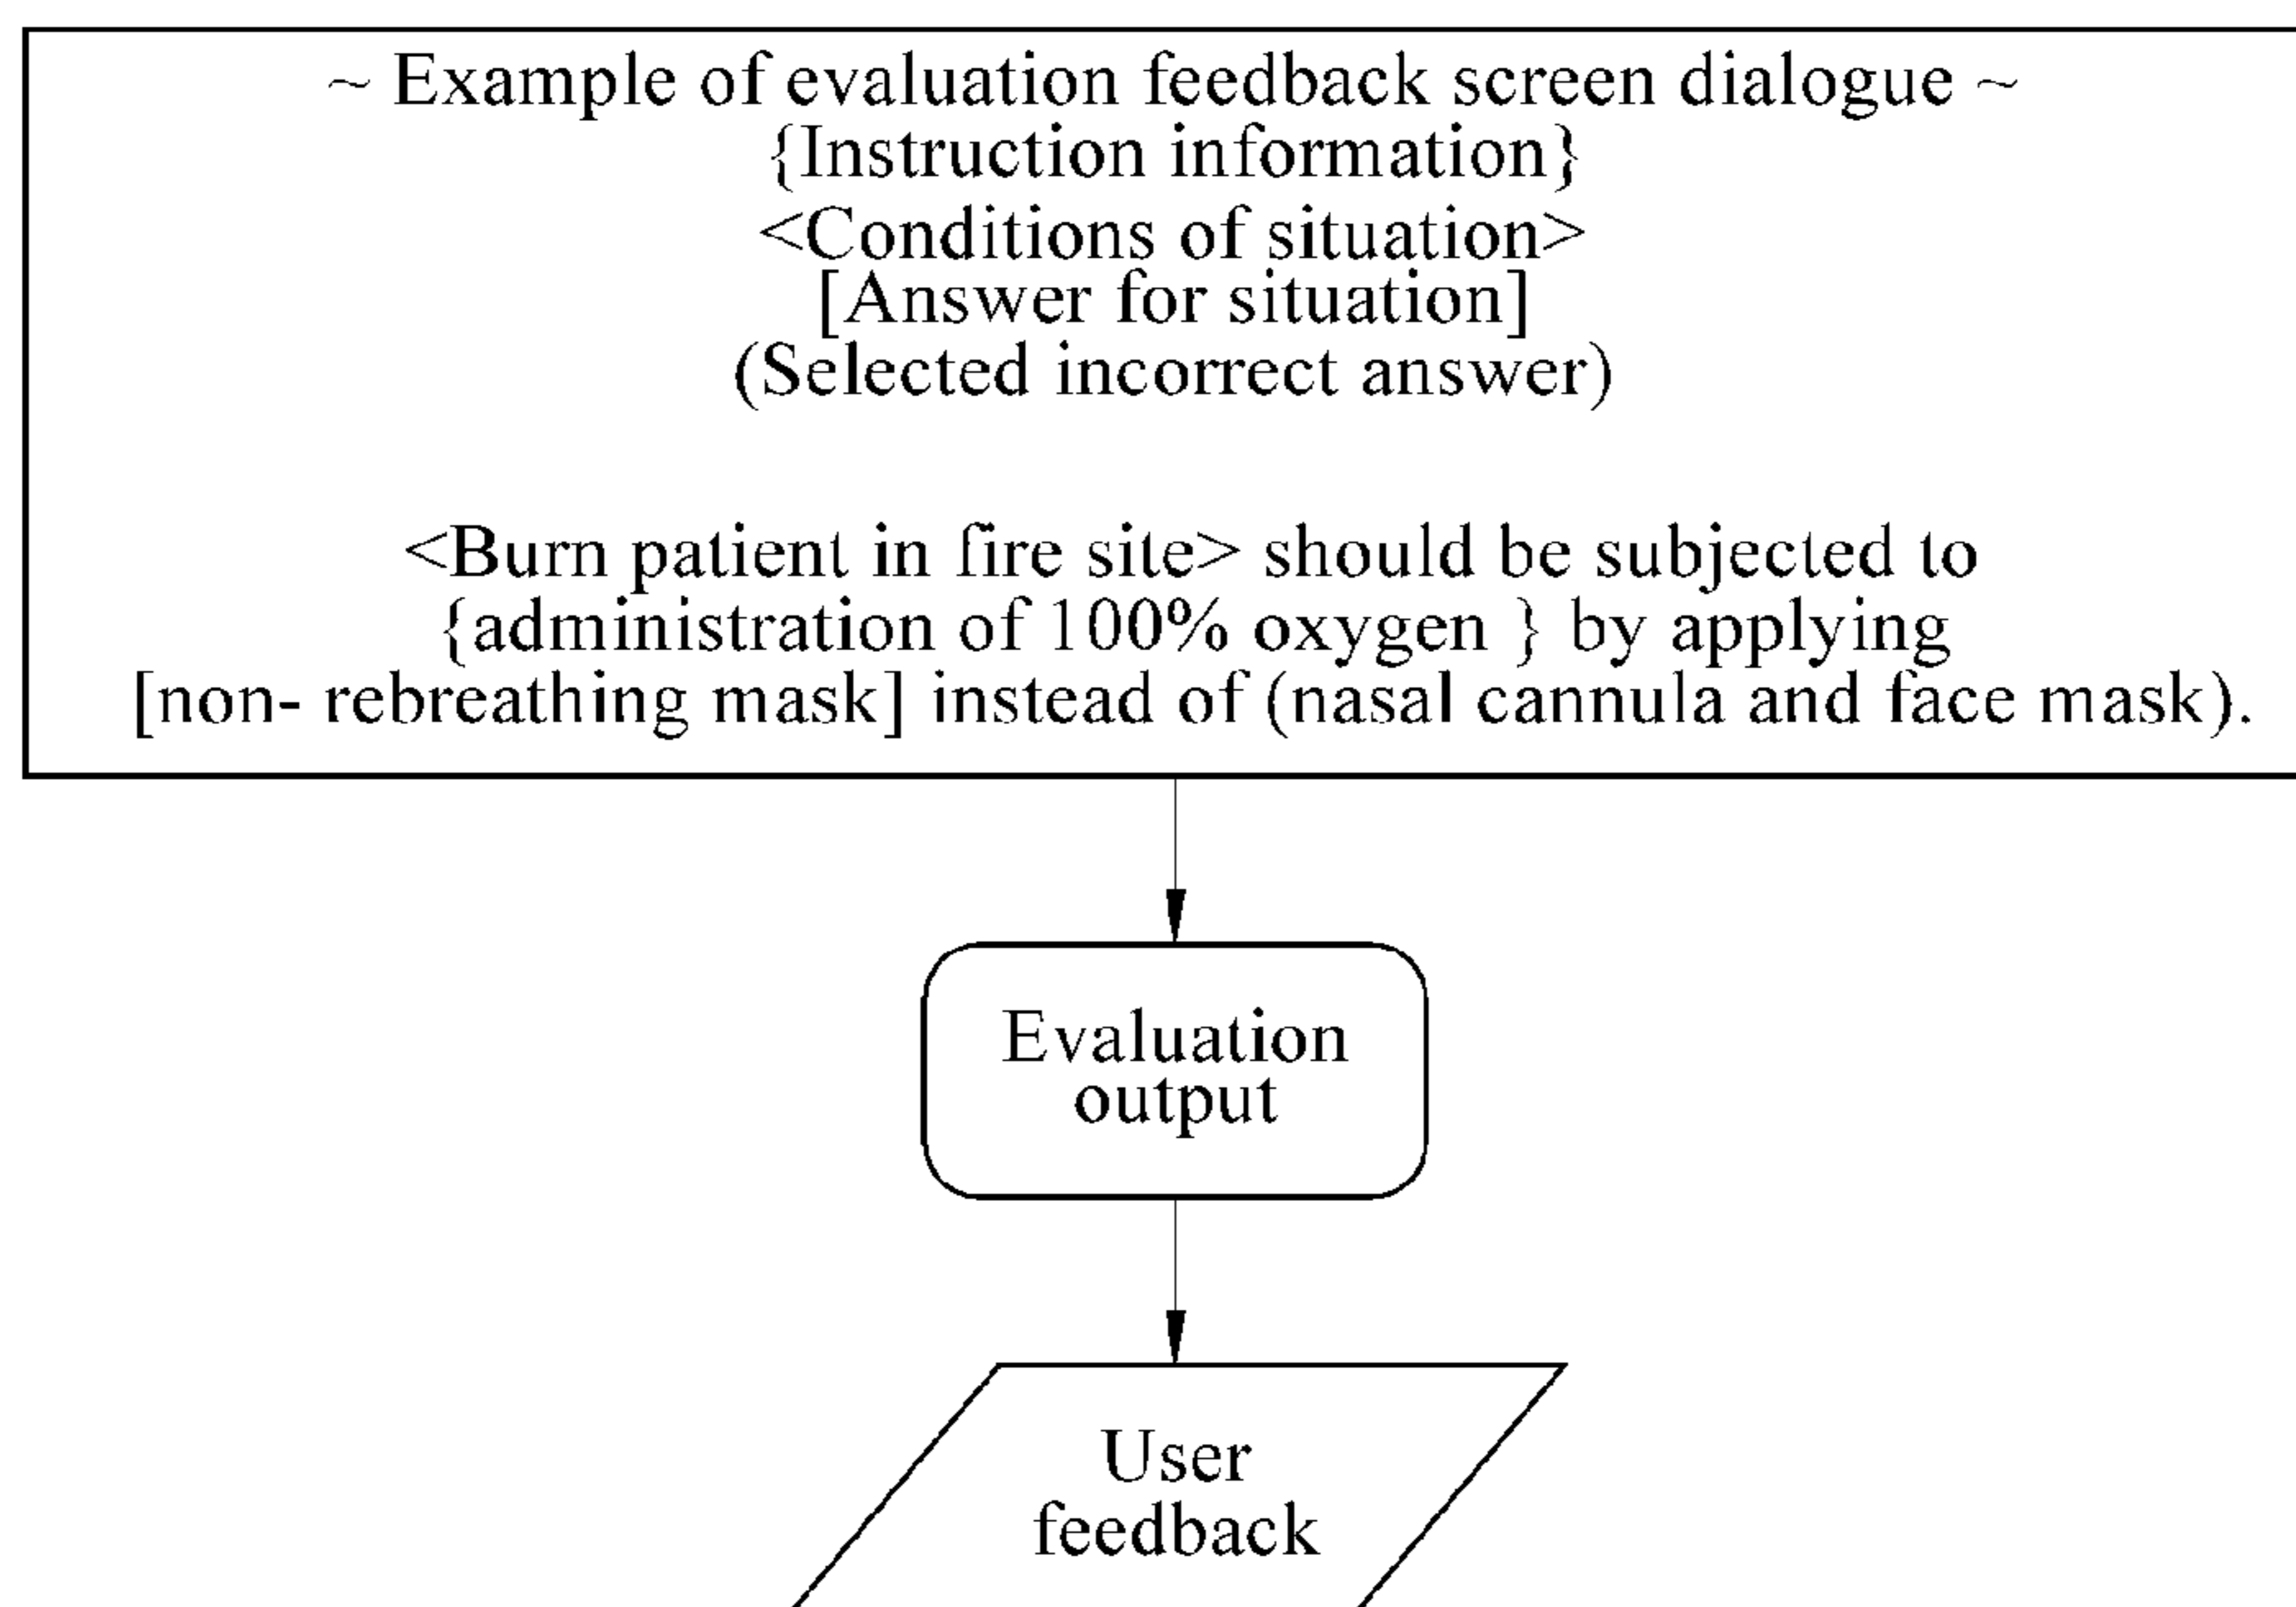 ~ Example of evaluation feedback screen dialogue ~
{Instruction information}
<Conditions of situation>
[Answer for situation]
(Selected incorrect answer)
<Burn patient in fire site> should be subjected to
{administration of 100% oxygen } by applying
[non- rebreathing mask] instead of (nasal cannula and face mask).
Evaluation
output
User
feedback